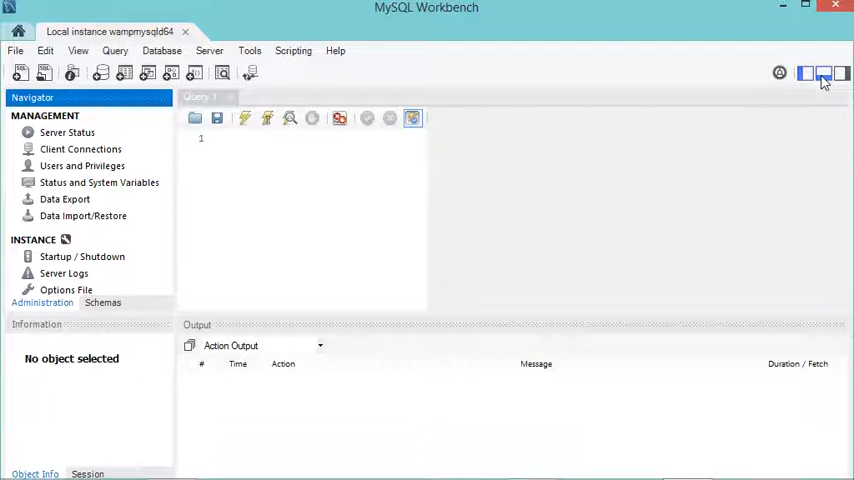 MySQL Workbench
Local instance wampmysqld64
File Edit View Query Database Server Tools Scripting Help
Navigator
Query 1
MANAGEMENT
Server Status
1
Client Connections
Users and Privileges
Status and System Variables
Data Export
Data Import/Restore
INSTANCE
Startup / Shutdown
Server Logs
Options File
Administration Schemas
Information
Output
Action Output
No object selected
# Time Action Message Duration / Fetch
Object Info Session